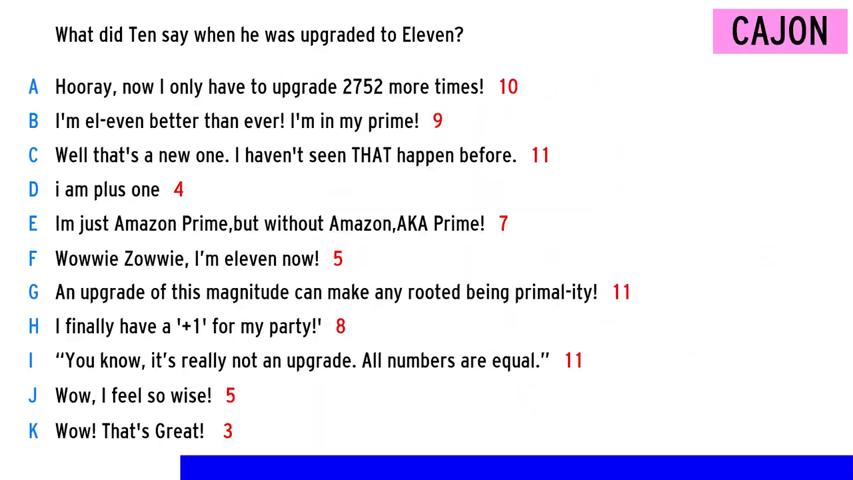 CAJON
What did Ten say when he was upgraded to Eleven?
A Hooray, now I only have to upgrade 2752 more times! 10
B I'm el-even better than ever! I'm in my prime! 9
C Well that's a new one. I haven't seen THAT happen before. 11
D i am plus one 4
E Im just Amazon Prime,but without Amazon,AKA Prime! 7
F Wowwie Zowwie, I’m eleven now! 5
G An upgrade of this magnitude can make any rooted being primal-ity! 11
H I finally have a '+1' for my party!' 8
I “You know, it’s really not an upgrade. All numbers are equal.” 11
J Wow, I feel so wise! 5
K Wow! That's Great! 3